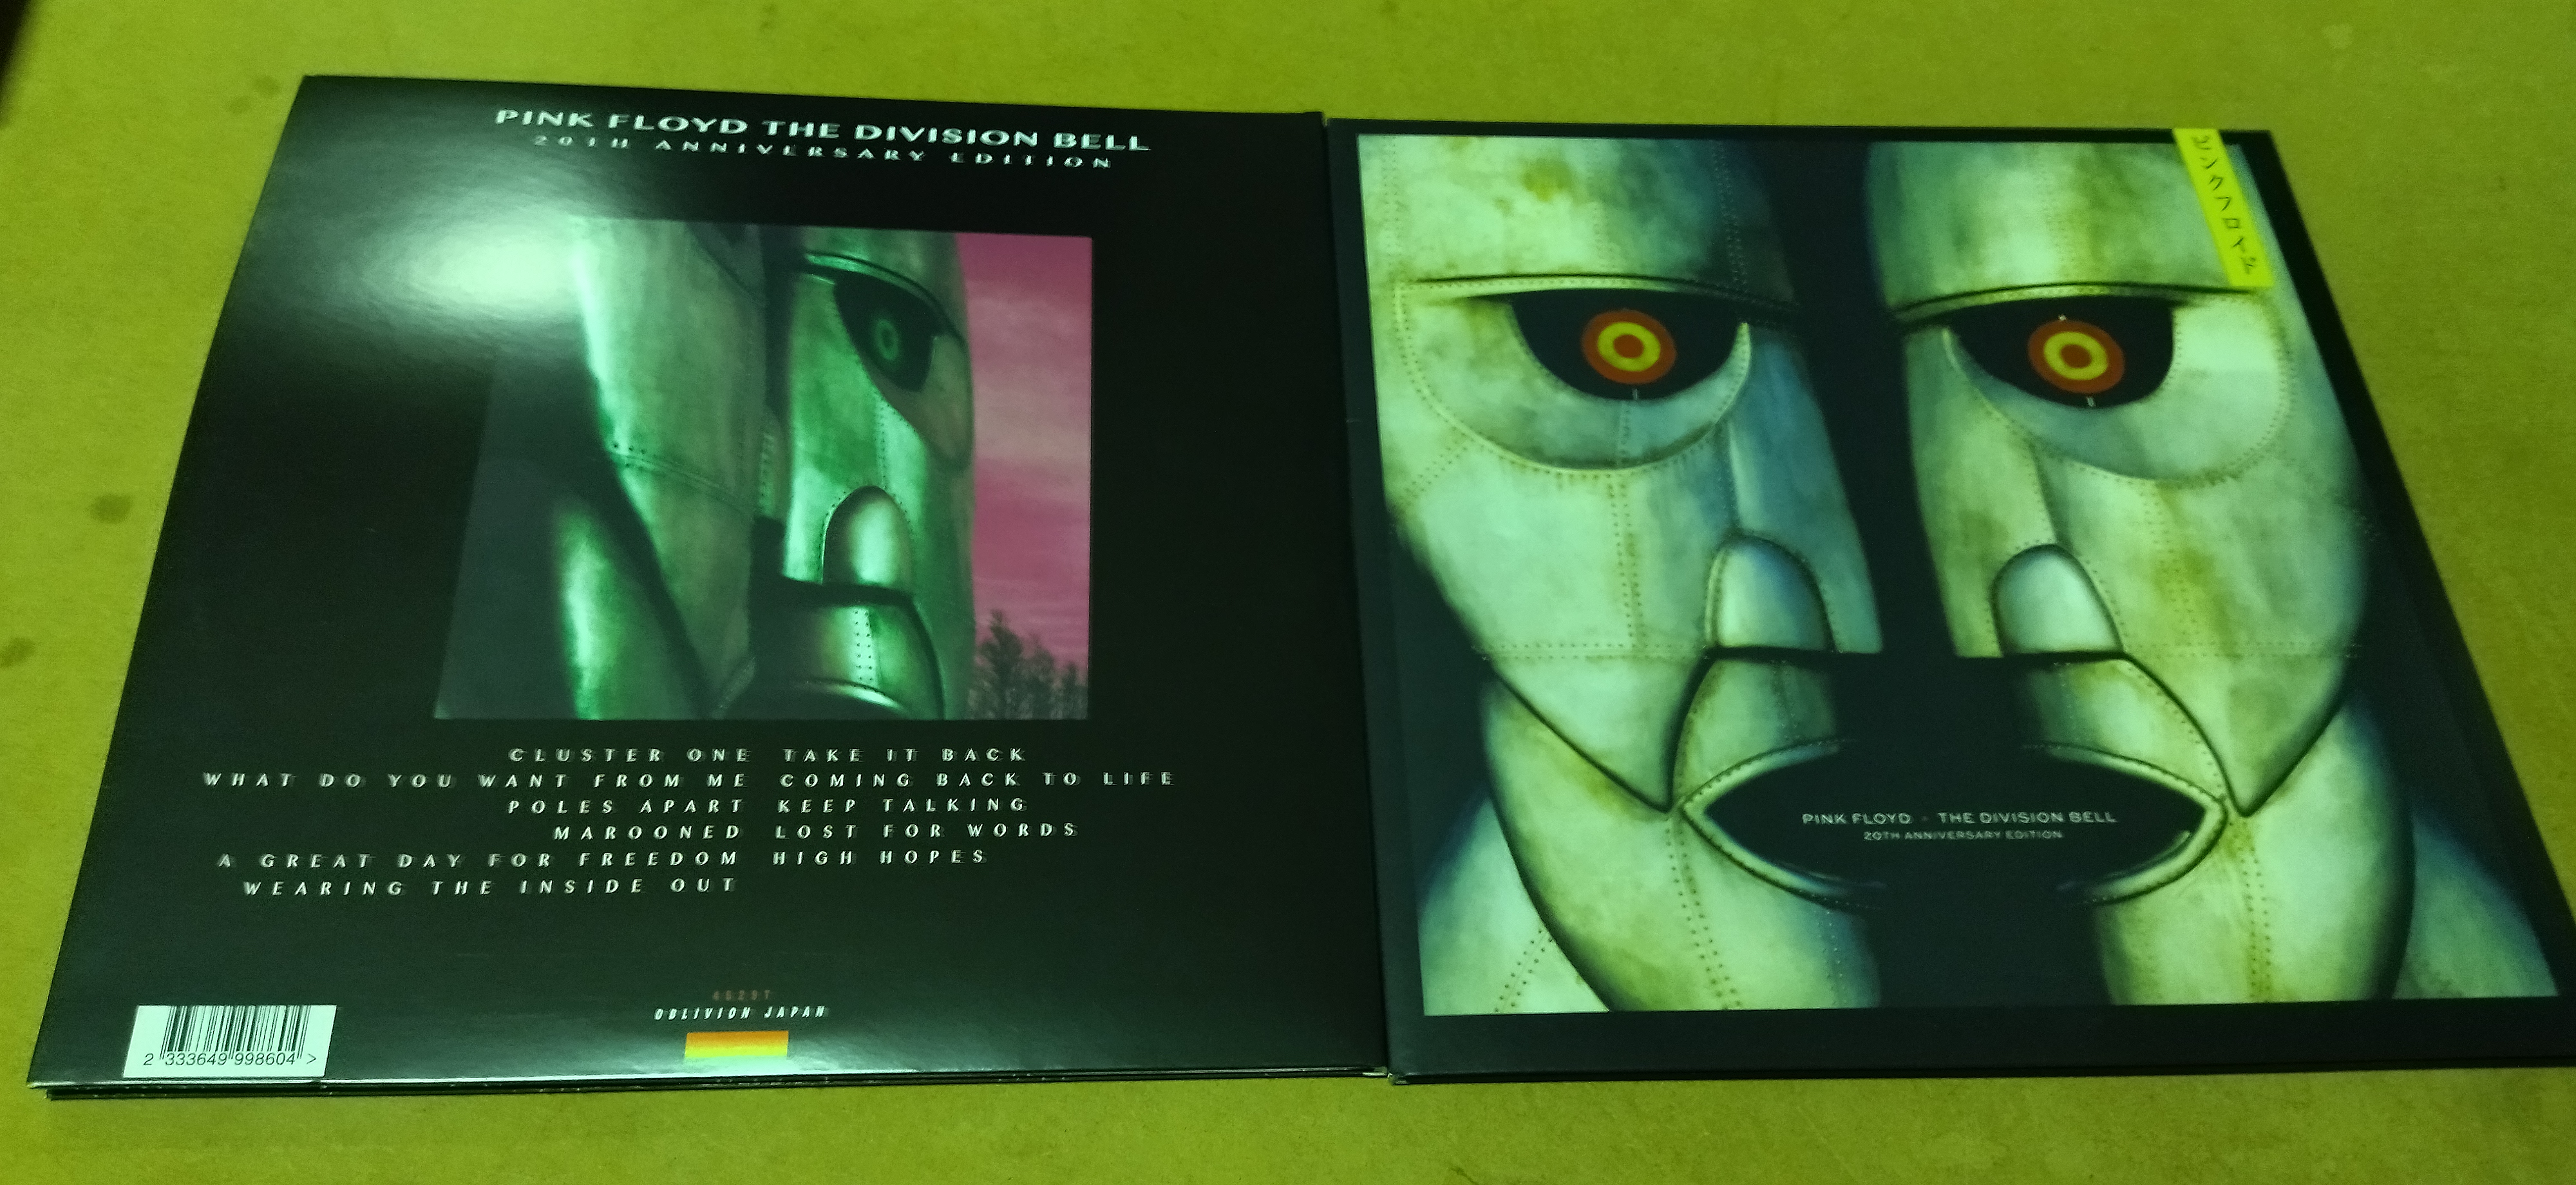 PINK FLOYD THE DIVISION BELL
20TH ANNIVERSARY EDITION
CLUSTER ONE
WHAT DO YOU WANT FROM ME
POLES APART
MAROONED
A GREAT DAY FOR FREEDOM
WEARING THE INSIDE OUT
TAKE IT BACK
COMING BACK TO LIFE
KEEP TALKING
LOST FOR WORDS
HIGH HOPES
OBLIVION JAPAN
2 333649 998604 >
ピンクフロイド
PINK FLOYD · THE DIVISION BELL
20TH ANNIVERSARY EDITION